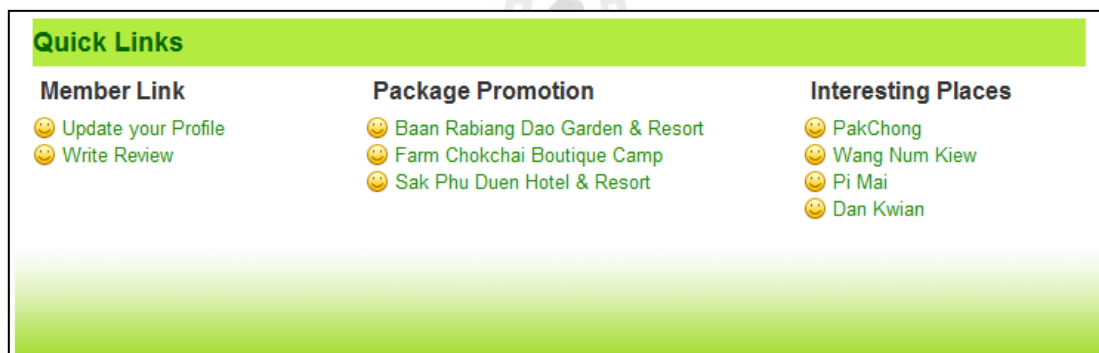 Quick Links
Member Link
Update your Profile
Write Review
Package Promotion
Baan Rabiang Dao Garden & Resort
Farm Chokchai Boutique Camp
Sak Phu Duen Hotel & Resort
Interesting Places
PakChong
Wang Num Kiew
Pi Mai
Dan Kwian